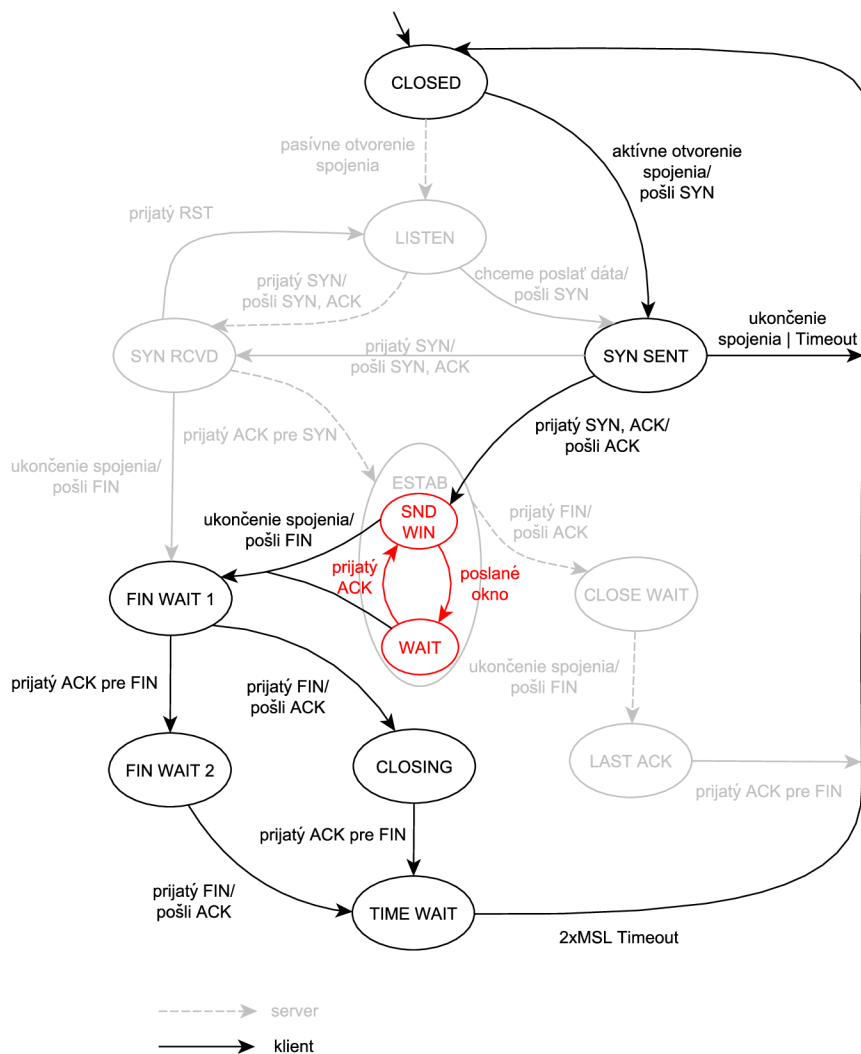 CLOSED
pasívne otvorenie
spojenia
aktívne otvorenie
spojenia/
pošli SYN
prijatý RST
LISTEN
prijatý SYN/
pošli SYN, ACK
chceme poslať dáta/
pošli SYN
ukončenie
spojenia | Timeout
SYN RCVD
prijatý SYN/
pošli SYN, ACK
SYN SENT
prijatý ACK pre SYN
prijatý SYN, ACK/
pošli ACK
ukončenie spojenia/
pošli FIN
ESTAB
SND
WIN
ukončenie spojenia/
pošli FIN
prijatý FIN/
pošli ACK
prijatý
ACK
poslané
okno
FIN WAIT 1
CLOSE WAIT
WAIT
ukončenie spojenia/
pošli FIN
prijatý ACK pre FIN
prijatý FIN/
pošli ACK
FIN WAIT 2
CLOSING
LAST ACK
prijatý ACK pre FIN
prijatý ACK pre FIN
prijatý FIN/
pošli ACK
TIME WAIT
2xMSL Timeout
server
klient